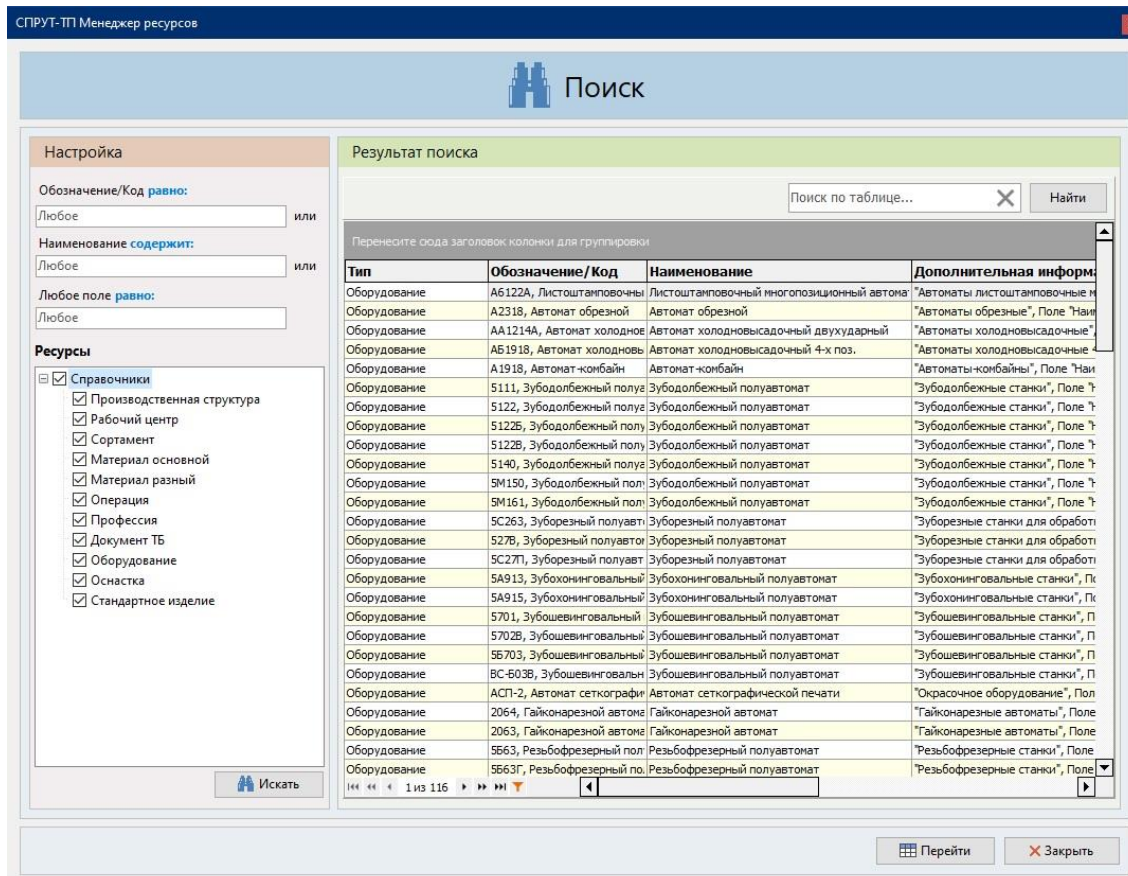 СПРУТ-ТП Менеджер ресурсов
Поиск
Настройка
Обозначение/Код равно:
Любое или
Наименование содержит:
Любое или
Любое поле равно:
Любое
Ресурсы
Справочники
Производственная структура
Рабочий центр
Сортамент
Материал основной
Материал разный
Операция
Профессия
Документ ТБ
Оборудование
Оснастка
Стандартное изделие
Искать
Результат поиска
Поиск по таблице... Найти
Перенесите сюда заголовок колонки для группировки
Тип Обозначение/Код Наименование Дополнительная информа
Оборудование А6122А, Листоштамповочны Листоштамповочный многопозиционный автома "Автоматы листоштамповочные м
Оборудование А2318, Автомат обрезной Автомат обрезной "Автоматы обрезные", Поле "Наи
Оборудование АА1214А, Автомат холоднов Автомат холодновысадочный двухударный "Автоматы холодновысадочные",
Оборудование АБ1918, Автомат холодновы Автомат холодновысадочный 4-х поз. "Автоматы холодновысадочные 4
Оборудование А1918, Автомат-комбайн Автомат-комбайн "Автоматы-комбайны", Поле "Наи
Оборудование 5111, Зубодолбежный полуа Зубодолбежный полуавтомат "Зубодолбежные станки", Поле "Н
Оборудование 5122, Зубодолбежный полуа Зубодолбежный полуавтомат "Зубодолбежные станки", Поле "Н
Оборудование 5122Б, Зубодолбежный полу Зубодолбежный полуавтомат "Зубодолбежные станки", Поле "Н
Оборудование 5122В, Зубодолбежный полу Зубодолбежный полуавтомат "Зубодолбежные станки", Поле "Н
Оборудование 5140, Зубодолбежный полуа Зубодолбежный полуавтомат "Зубодолбежные станки", Поле "Н
Оборудование 5М150, Зубодолбежный пол Зубодолбежный полуавтомат "Зубодолбежные станки", Поле "Н
Оборудование 5М161, Зубодолбежный пол Зубодолбежный полуавтомат "Зубодолбежные станки", Поле "Н
Оборудование 5С263, Зуборезный полуавт Зуборезный полуавтомат "Зуборезные станки для обработ
Оборудование 527В, Зуборезный полуавтом Зуборезный полуавтомат "Зуборезные станки для обработ
Оборудование 5С27П, Зуборезный полуавт Зуборезный полуавтомат "Зуборезные станки для обработ
Оборудование 5А913, Зубохонинговальный Зубохонинговальный полуавтомат "Зубохонинговальные станки", По
Оборудование 5А915, Зубохонинговальный Зубохонинговальный полуавтомат "Зубохонинговальные станки", По
Оборудование 5701, Зубошевинговальный Зубошевинговальный полуавтомат "Зубошевинговальные станки", П
Оборудование 5702В, Зубошевинговальный Зубошевинговальный полуавтомат "Зубошевинговальные станки", П
Оборудование 5Б703, Зубошевинговальный Зубошевинговальный полуавтомат "Зубошевинговальные станки", П
Оборудование ВС-Б03В, Зубошевинговальн Зубошевинговальный полуавтомат "Зубошевинговальные станки", П
Оборудование АСП-2, Автомат сеткографи Автомат сеткографической печати "Окрасочное оборудование", Пол
Оборудование 2064, Гайконарезной автома Гайконарезной автомат "Гайконарезные автоматы", Поле
Оборудование 2063, Гайконарезной автома Гайконарезной автомат "Гайконарезные автоматы", Поле
Оборудование 5Б63, Резьбофрезерный пол Резьбофрезерный полуавтомат "Резьбофрезерные станки", Поле
Оборудование 5Б63Г, Резьбофрезерный по Резьбофрезерный полуавтомат "Резьбофрезерные станки", Поле
1 из 116
Перейти Закрыть